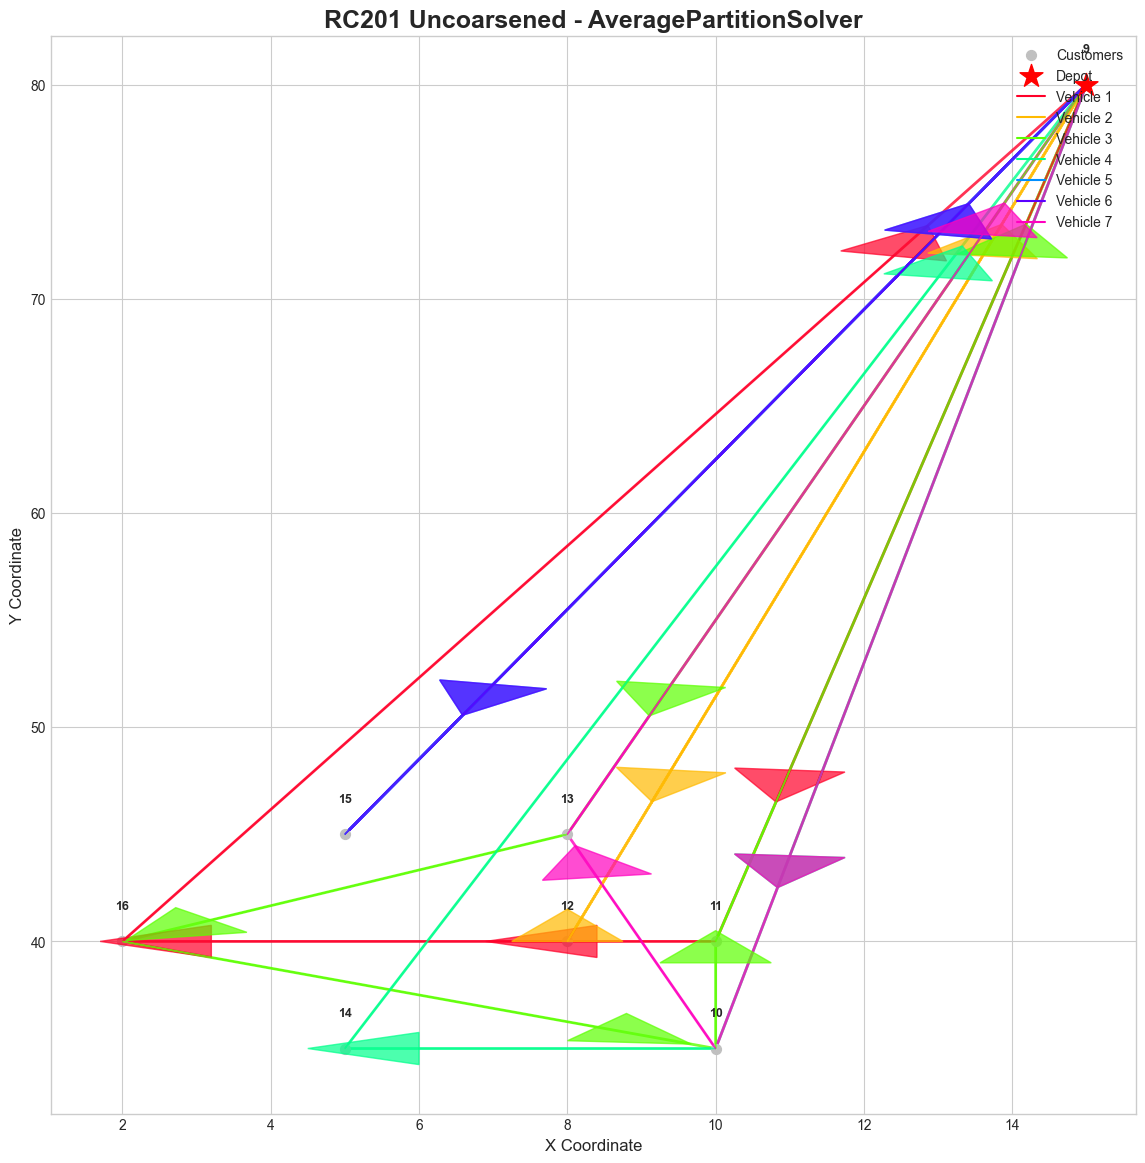 RC201 Uncoarsened - AveragePartitionSolver
9
Customers
Depot
Vehicle 1
Vehicle 2
Vehicle 3
Vehicle 4
Vehicle 5
Vehicle 6
Vehicle 7
80
70
60
50
40
15
13
16
12
11
14
10
2
4
6
8
10
12
14
X Coordinate
Y Coordinate